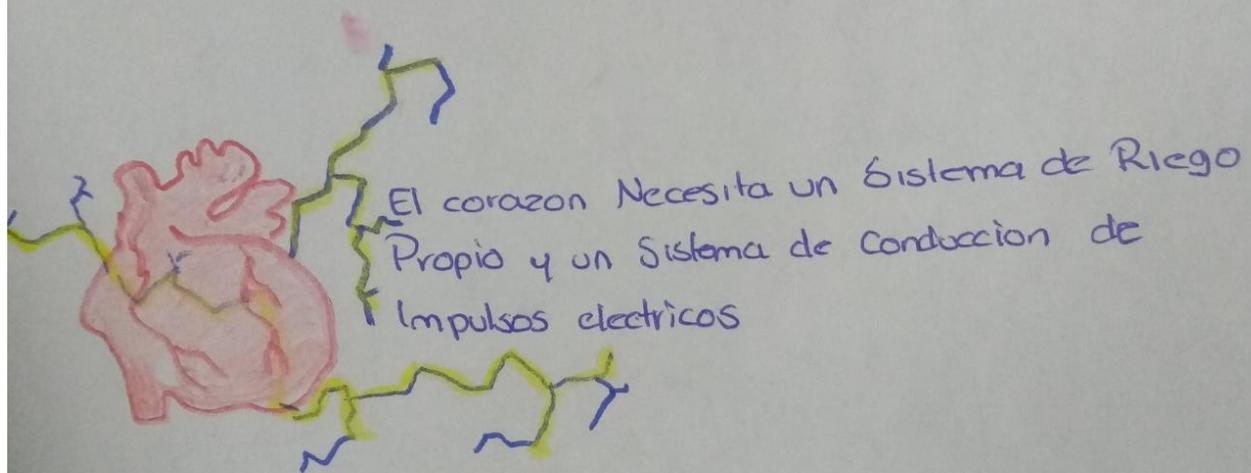 El corazon Necesita un Sistema de Riego
Propio y un Sistema de Conduccion de
Impulsos electricos